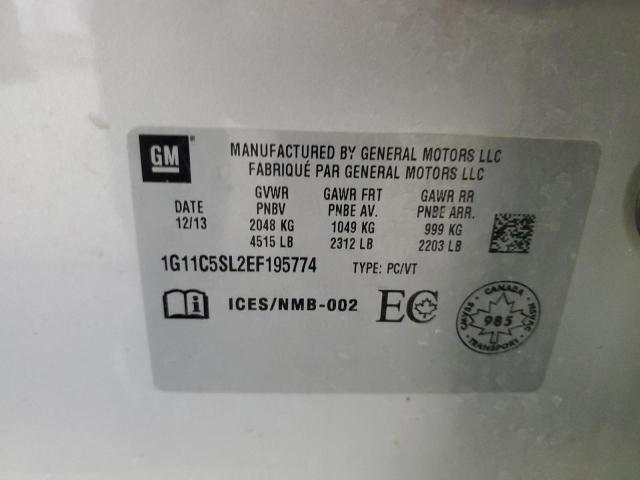 GM
MANUFACTURED BY GENERAL MOTORS LLC
FABRIQUÉ PAR GENERAL MOTORS LLC
GVWR GAWR FRT GAWR RR
DATE PNBV PNBE AV. PNBE ARR.
12/13 2048 KG 1049 KG 999 KG
4515 LB 2312 LB 2203 LB
1G11C5SL2EF195774 TYPE: PC/VT
ICES/NMB-002 EC
CANADA
CMVSS 985 NSVAC
TRANSPORT